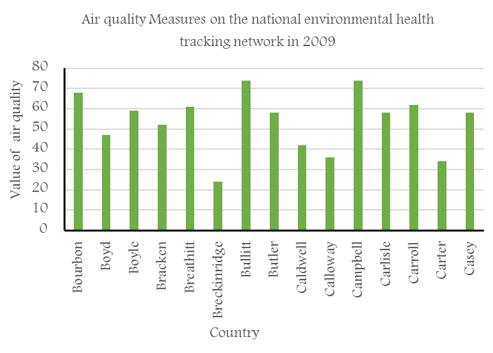 Air quality Measures on the national environmental health
tracking network in 2009
Value of air quality
80
70
60
50
40
30
20
10
0
Bourbon
Boyd
Boyle
Bracken
Breathitt
Breckinridge
Bullitt
Butler
Caldwell
Calloway
Campbell
Carlisle
Carroll
Carter
Casey
Country